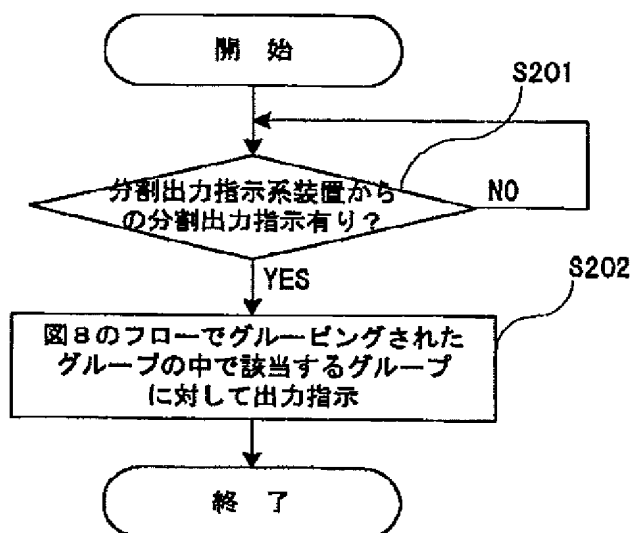 開 始
S201
分割出力指示系装置から
の分割出力指示有り？
NO
YES
S202
図８のフローでグルーピングされた
グループの中で該当するグループ
に対して出力指示
終 了